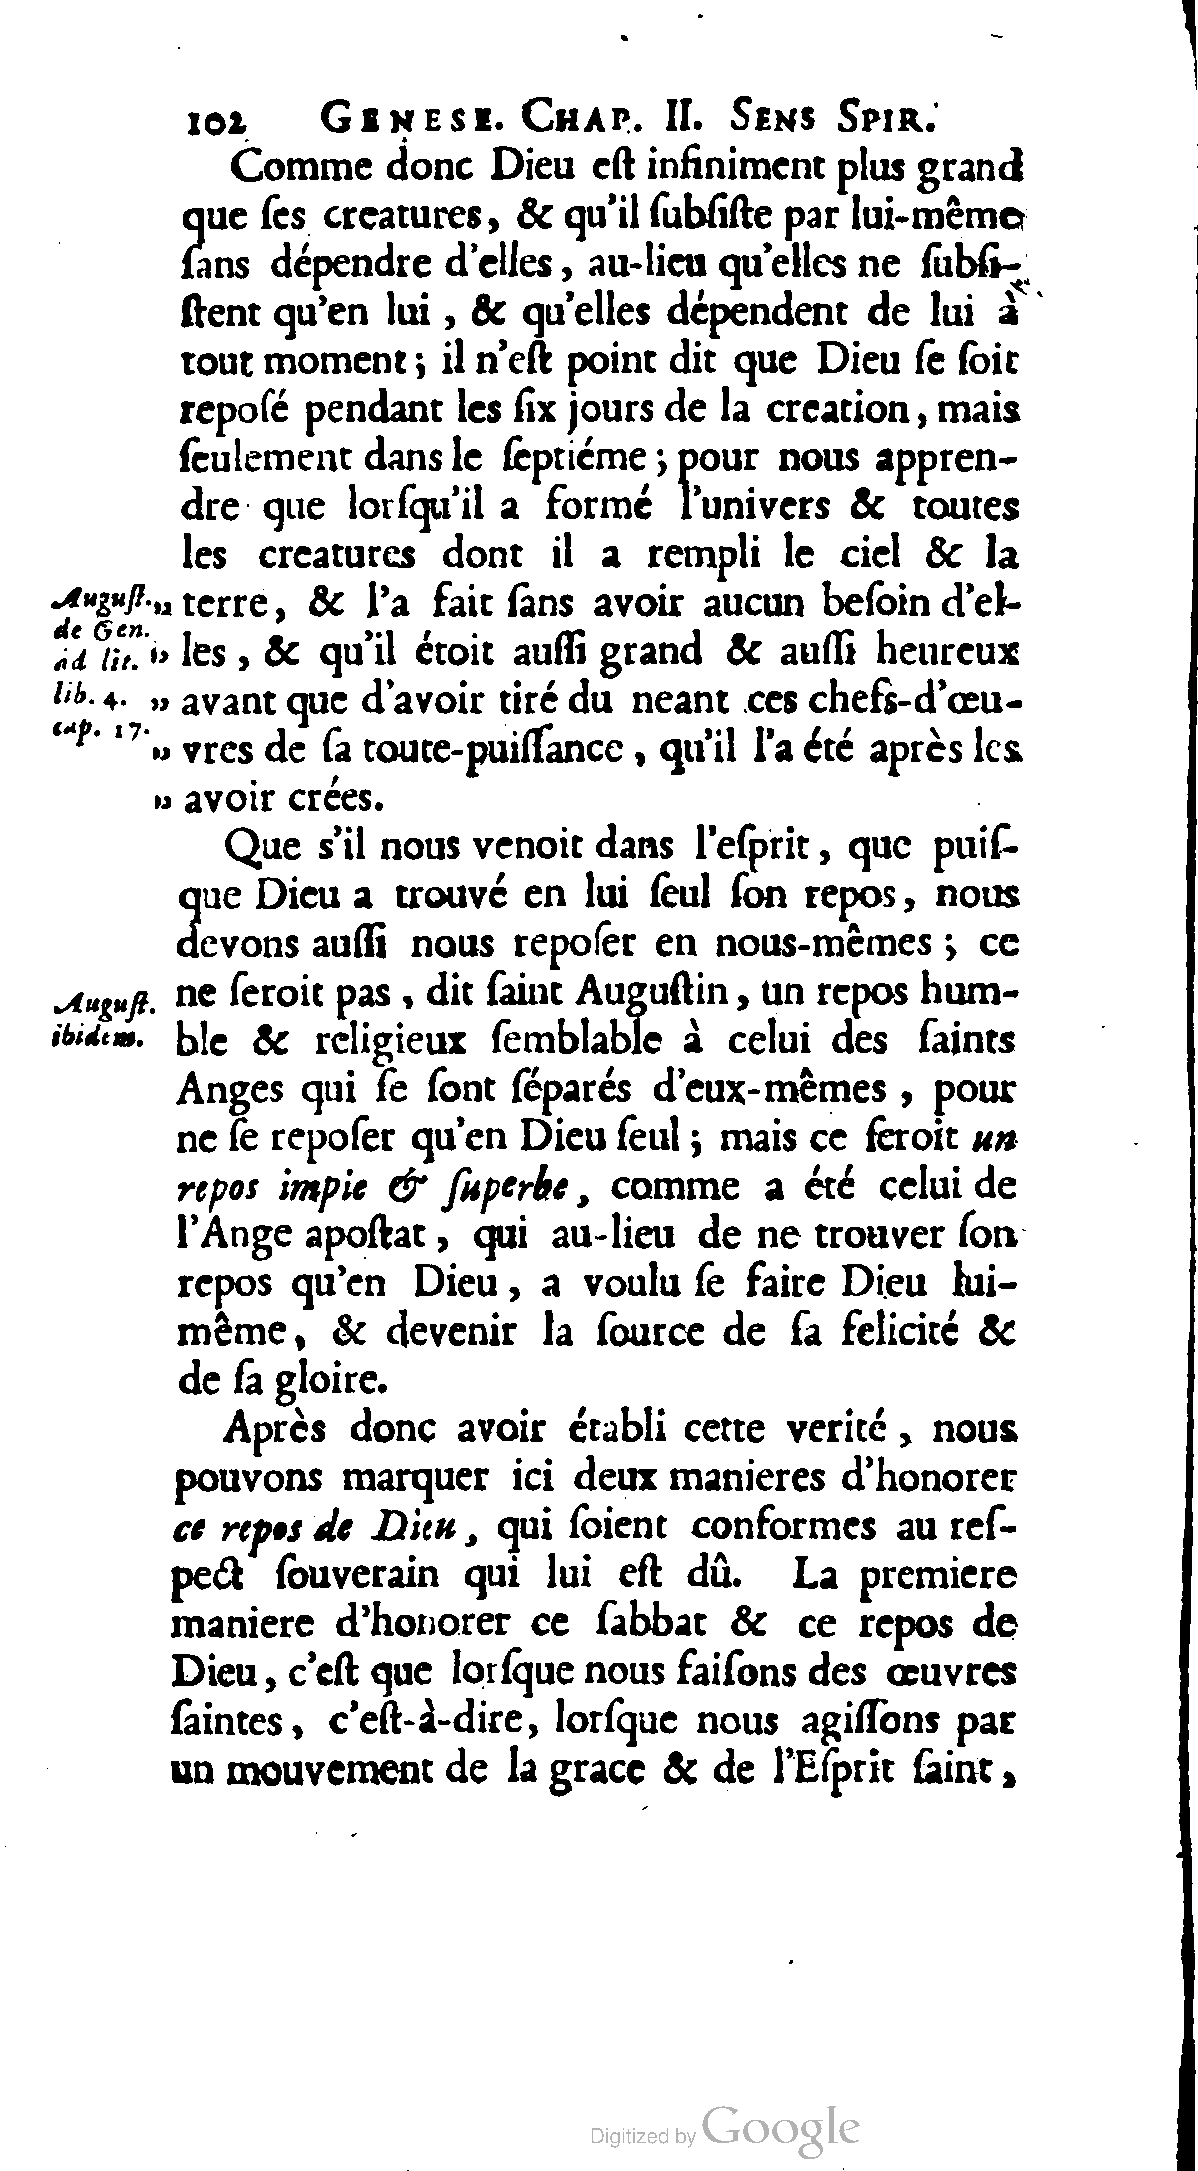 102 GENESE. CHAP. II. SENS SPIR.
Comme donc Dieu eſt infiniment plus grand
que ſes creatures, & qu'il ſubſiſte par lui-même
ſans dépendre d'elles, au-lieu qu'elles ne ſubſi-
ſtent qu'en lui, & qu'elles dépendent de lui à
tout moment; il n'eſt point dit que Dieu ſe ſoit
repoſé pendant les ſix jours de la creation, mais
ſeulement dans le ſeptiéme; pour nous appren-
dre que lorſqu'il a formé l'univers & toutes
les creatures dont il a rempli le ciel & la
Auguſt. „ terre, & l'a fait ſans avoir aucun beſoin d'el-
de Gen.
ad lit. „ les, & qu'il étoit auſſi grand & auſſi heureux
lib. 4. „ avant que d'avoir tiré du neant ces chefs-d'œu-
cap. 17. „ vres de ſa toute-puiſſance, qu'il l'a été après les
„ avoir crées.
Que s'il nous venoit dans l'eſprit, que puiſ-
que Dieu a trouvé en lui ſeul ſon repos, nous
devons auſſi nous repoſer en nous-mêmes; ce
Auguſt. ne ſeroit pas, dit ſaint Auguſtin, un repos hum-
ibidem. ble & religieux ſemblable à celui des ſaints
Anges qui ſe ſont ſéparés d'eux-mêmes, pour
ne ſe repoſer qu'en Dieu ſeul; mais ce ſeroit un
repos impie & ſuperbe, comme a été celui de
l'Ange apoſtat, qui au-lieu de ne trouver ſon
repos qu'en Dieu, a voulu ſe faire Dieu lui-
même, & devenir la ſource de ſa felicité &
de ſa gloire.
Après donc avoir établi cette verité, nous
pouvons marquer ici deux manieres d'honorer
ce repos de Dieu, qui ſoient conformes au reſ-
pect ſouverain qui lui eſt dû. La premiere
maniere d'honorer ce ſabbat & ce repos de
Dieu, c'eſt que lorſque nous faiſons des œuvres
ſaintes, c'eſt-à-dire, lorſque nous agiſſons par
un mouvement de la grace & de l'Eſprit ſaint,
Digitized by Google